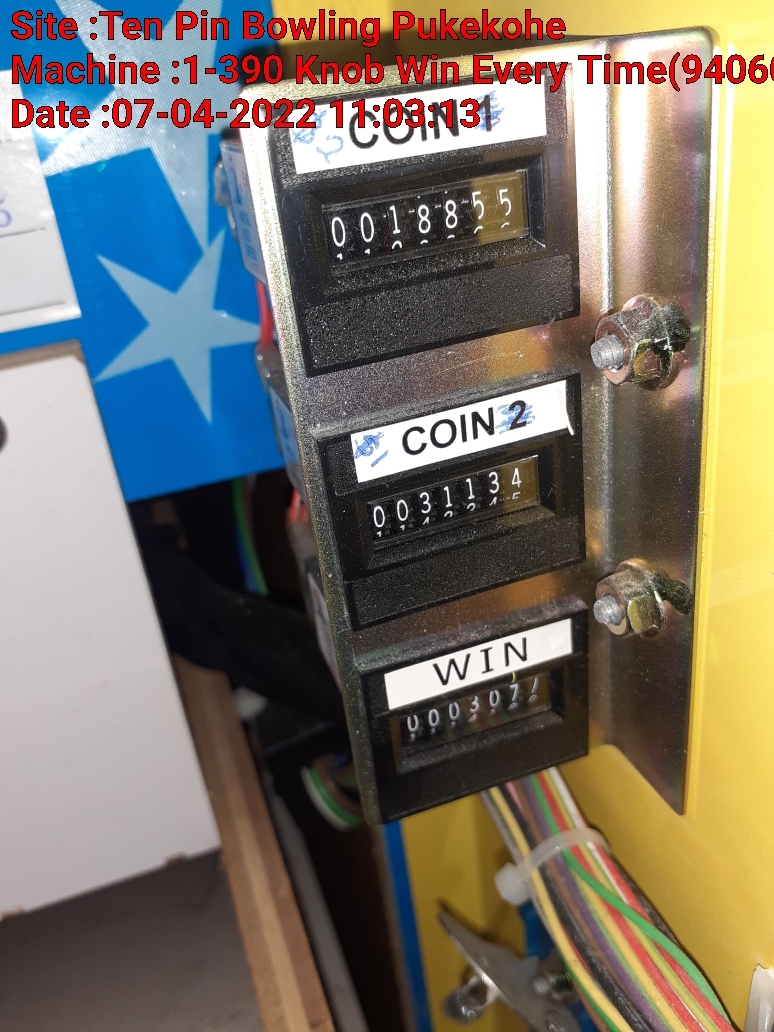 Site :Ten Pin Bowling Pukekohe
Machine :1-390 Knob Win Every Time(94060
Date :07-04-2022 11:03:13
COIN 1
0018855
COIN 2
0031134
WIN